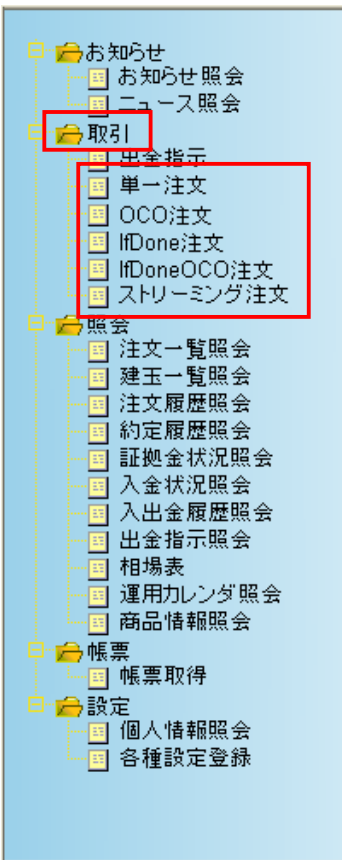 お知らせ
お知らせ照会
ニュース照会
取引
出金指示
単一注文
OCO注文
IfDone注文
IfDoneOCO注文
ストリーミング注文
照会
注文一覧照会
建玉一覧照会
注文履歴照会
約定履歴照会
証拠金状況照会
入金状況照会
入出金履歴照会
出金指示照会
相場表
運用カレンダ照会
商品情報照会
帳票
帳票取得
設定
個人情報照会
各種設定登録